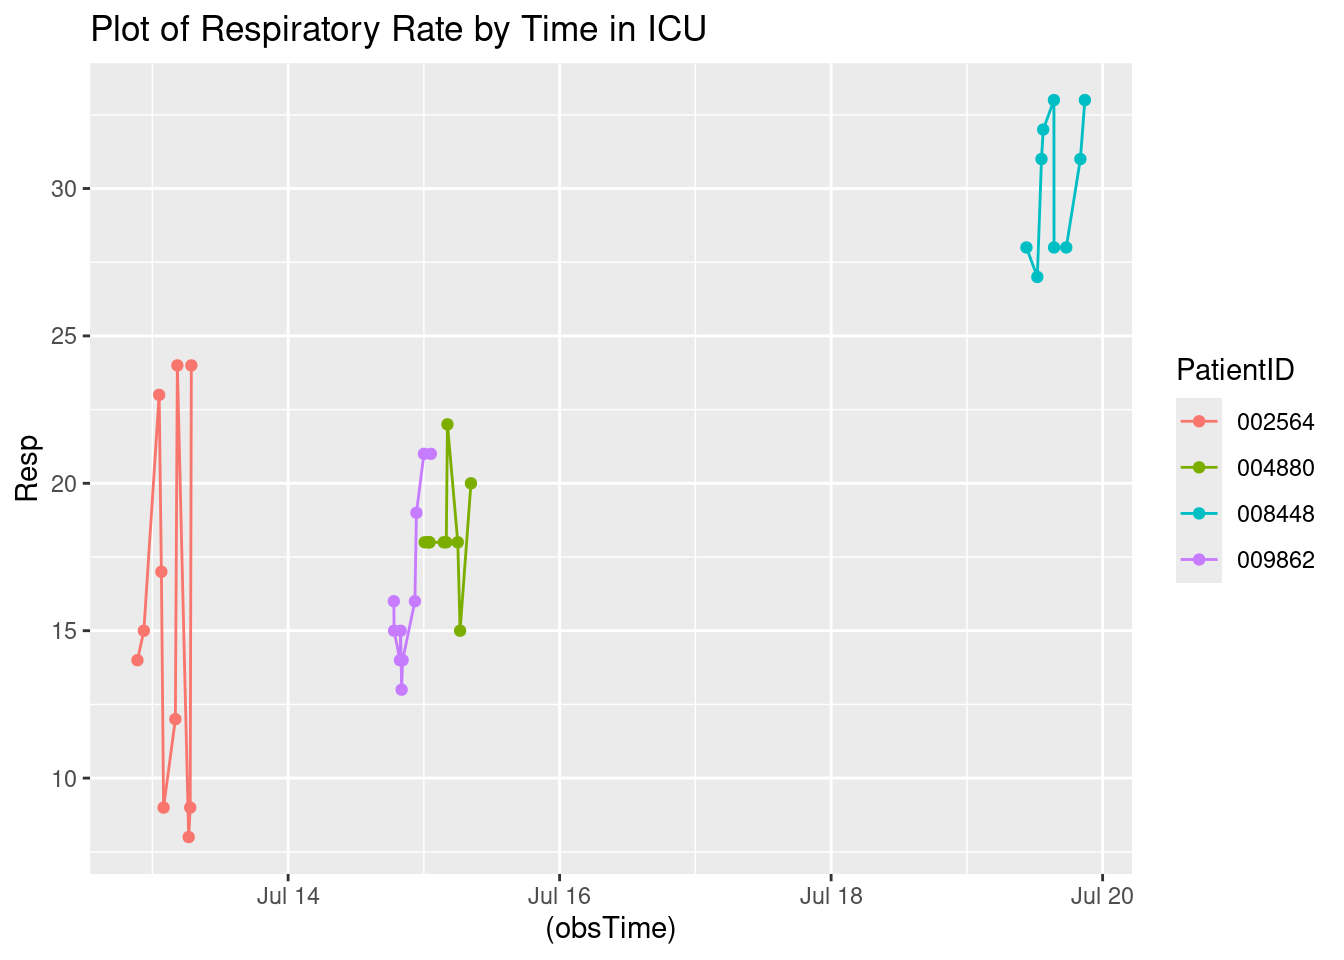 Plot of Respiratory Rate by Time in ICU
Resp
30
25
20
15
10
Jul 14
Jul 16
Jul 18
Jul 20
(obsTime)
PatientID
002564
004880
008448
009862